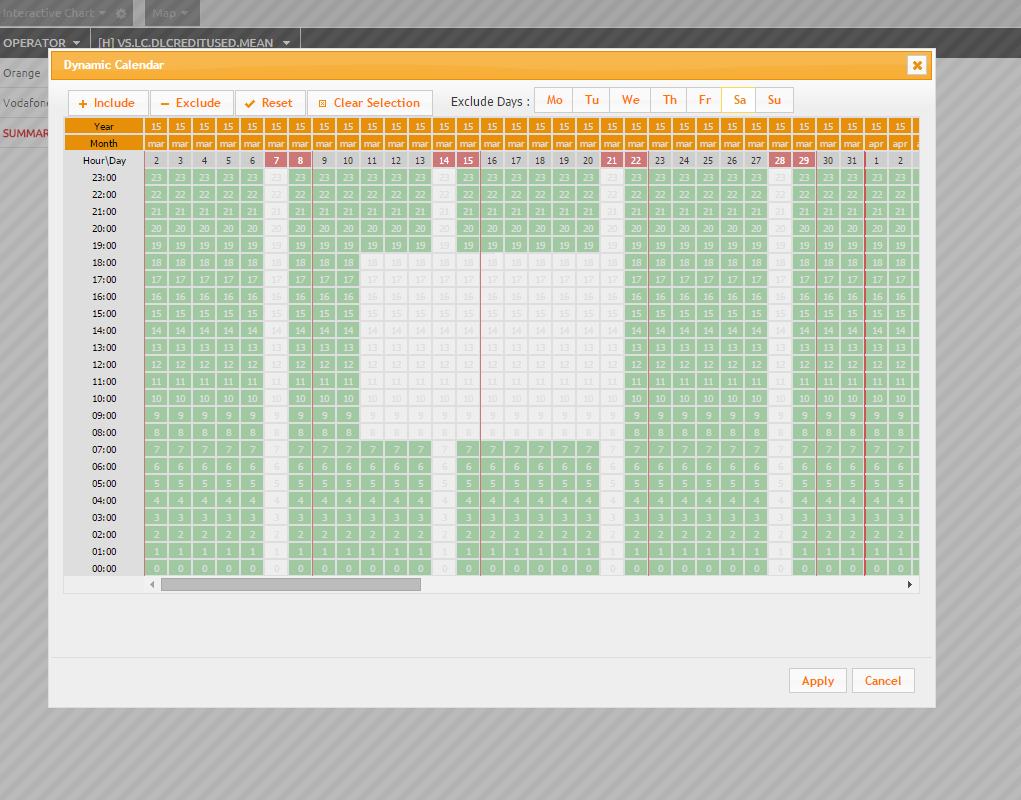 Interactive Chart
Map
OPERATOR [H] VS.LC.DLCREDITUSED.MEAN
Orange
SUMMAR
Dynamic Calendar
+ Include − Exclude Reset Clear Selection Exclude Days : Mo Tu We Th Fr Sa Su
Year 15 15 15 15 15 15 15 15 15 15 15 15 15 15 15 15 15 15 15 15 15 15 15 15 15 15 15 15 15 15 15 15
Month mar mar mar mar mar mar mar mar mar mar mar mar mar mar mar mar mar mar mar mar mar mar mar mar mar mar mar mar mar mar apr apr
Hour\Day 2 3 4 5 6 7 8 9 10 11 12 13 14 15 16 17 18 19 20 21 22 23 24 25 26 27 28 29 30 31 1 2
23:00 23 23 23 23 23 23 23 23 23 23 23 23 23 23 23 23 23 23 23 23 23 23 23 23 23 23 23 23 23 23 23 23
22:00 22 22 22 22 22 22 22 22 22 22 22 22 22 22 22 22 22 22 22 22 22 22 22 22 22 22 22 22 22 22 22 22
21:00 21 21 21 21 21 21 21 21 21 21 21 21 21 21 21 21 21 21 21 21 21 21 21 21 21 21 21 21 21 21 21 21
20:00 20 20 20 20 20 20 20 20 20 20 20 20 20 20 20 20 20 20 20 20 20 20 20 20 20 20 20 20 20 20 20 20
19:00 19 19 19 19 19 19 19 19 19 19 19 19 19 19 19 19 19 19 19 19 19 19 19 19 19 19 19 19 19 19 19 19
18:00 18 18 18 18 18 18 18 18 18 18 18 18 18 18 18 18 18 18 18 18 18 18 18 18 18 18 18 18 18 18 18 18
17:00 17 17 17 17 17 17 17 17 17 17 17 17 17 17 17 17 17 17 17 17 17 17 17 17 17 17 17 17 17 17 17 17
16:00 16 16 16 16 16 16 16 16 16 16 16 16 16 16 16 16 16 16 16 16 16 16 16 16 16 16 16 16 16 16 16 16
15:00 15 15 15 15 15 15 15 15 15 15 15 15 15 15 15 15 15 15 15 15 15 15 15 15 15 15 15 15 15 15 15 15
14:00 14 14 14 14 14 14 14 14 14 14 14 14 14 14 14 14 14 14 14 14 14 14 14 14 14 14 14 14 14 14 14 14
13:00 13 13 13 13 13 13 13 13 13 13 13 13 13 13 13 13 13 13 13 13 13 13 13 13 13 13 13 13 13 13 13 13
12:00 12 12 12 12 12 12 12 12 12 12 12 12 12 12 12 12 12 12 12 12 12 12 12 12 12 12 12 12 12 12 12 12
11:00 11 11 11 11 11 11 11 11 11 11 11 11 11 11 11 11 11 11 11 11 11 11 11 11 11 11 11 11 11 11 11 11
10:00 10 10 10 10 10 10 10 10 10 10 10 10 10 10 10 10 10 10 10 10 10 10 10 10 10 10 10 10 10 10 10 10
09:00 9 9 9 9 9 9 9 9 9 9 9 9 9 9 9 9 9 9 9 9 9 9 9 9 9 9 9 9 9 9 9 9
08:00 8 8 8 8 8 8 8 8 8 8 8 8 8 8 8 8 8 8 8 8 8 8 8 8 8 8 8 8 8 8 8 8
07:00 7 7 7 7 7 7 7 7 7 7 7 7 7 7 7 7 7 7 7 7 7 7 7 7 7 7 7 7 7 7 7 7
06:00 6 6 6 6 6 6 6 6 6 6 6 6 6 6 6 6 6 6 6 6 6 6 6 6 6 6 6 6 6 6 6 6
05:00 5 5 5 5 5 5 5 5 5 5 5 5 5 5 5 5 5 5 5 5 5 5 5 5 5 5 5 5 5 5 5 5
04:00 4 4 4 4 4 4 4 4 4 4 4 4 4 4 4 4 4 4 4 4 4 4 4 4 4 4 4 4 4 4 4 4
03:00 3 3 3 3 3 3 3 3 3 3 3 3 3 3 3 3 3 3 3 3 3 3 3 3 3 3 3 3 3 3 3 3
02:00 2 2 2 2 2 2 2 2 2 2 2 2 2 2 2 2 2 2 2 2 2 2 2 2 2 2 2 2 2 2 2 2
01:00 1 1 1 1 1 1 1 1 1 1 1 1 1 1 1 1 1 1 1 1 1 1 1 1 1 1 1 1 1 1 1 1
00:00 0 0 0 0 0 0 0 0 0 0 0 0 0 0 0 0 0 0 0 0 0 0 0 0 0 0 0 0 0 0 0 0
Apply Cancel